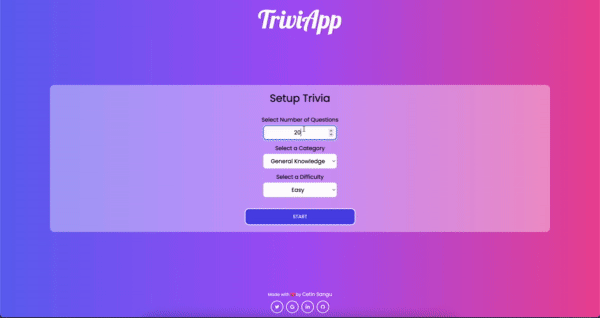 TriviApp
Setup Trivia
Select Number of Questions
20
Select a Category
General Knowledge
Select a Difficulty
Easy
START
Made with by Cetin Sangu